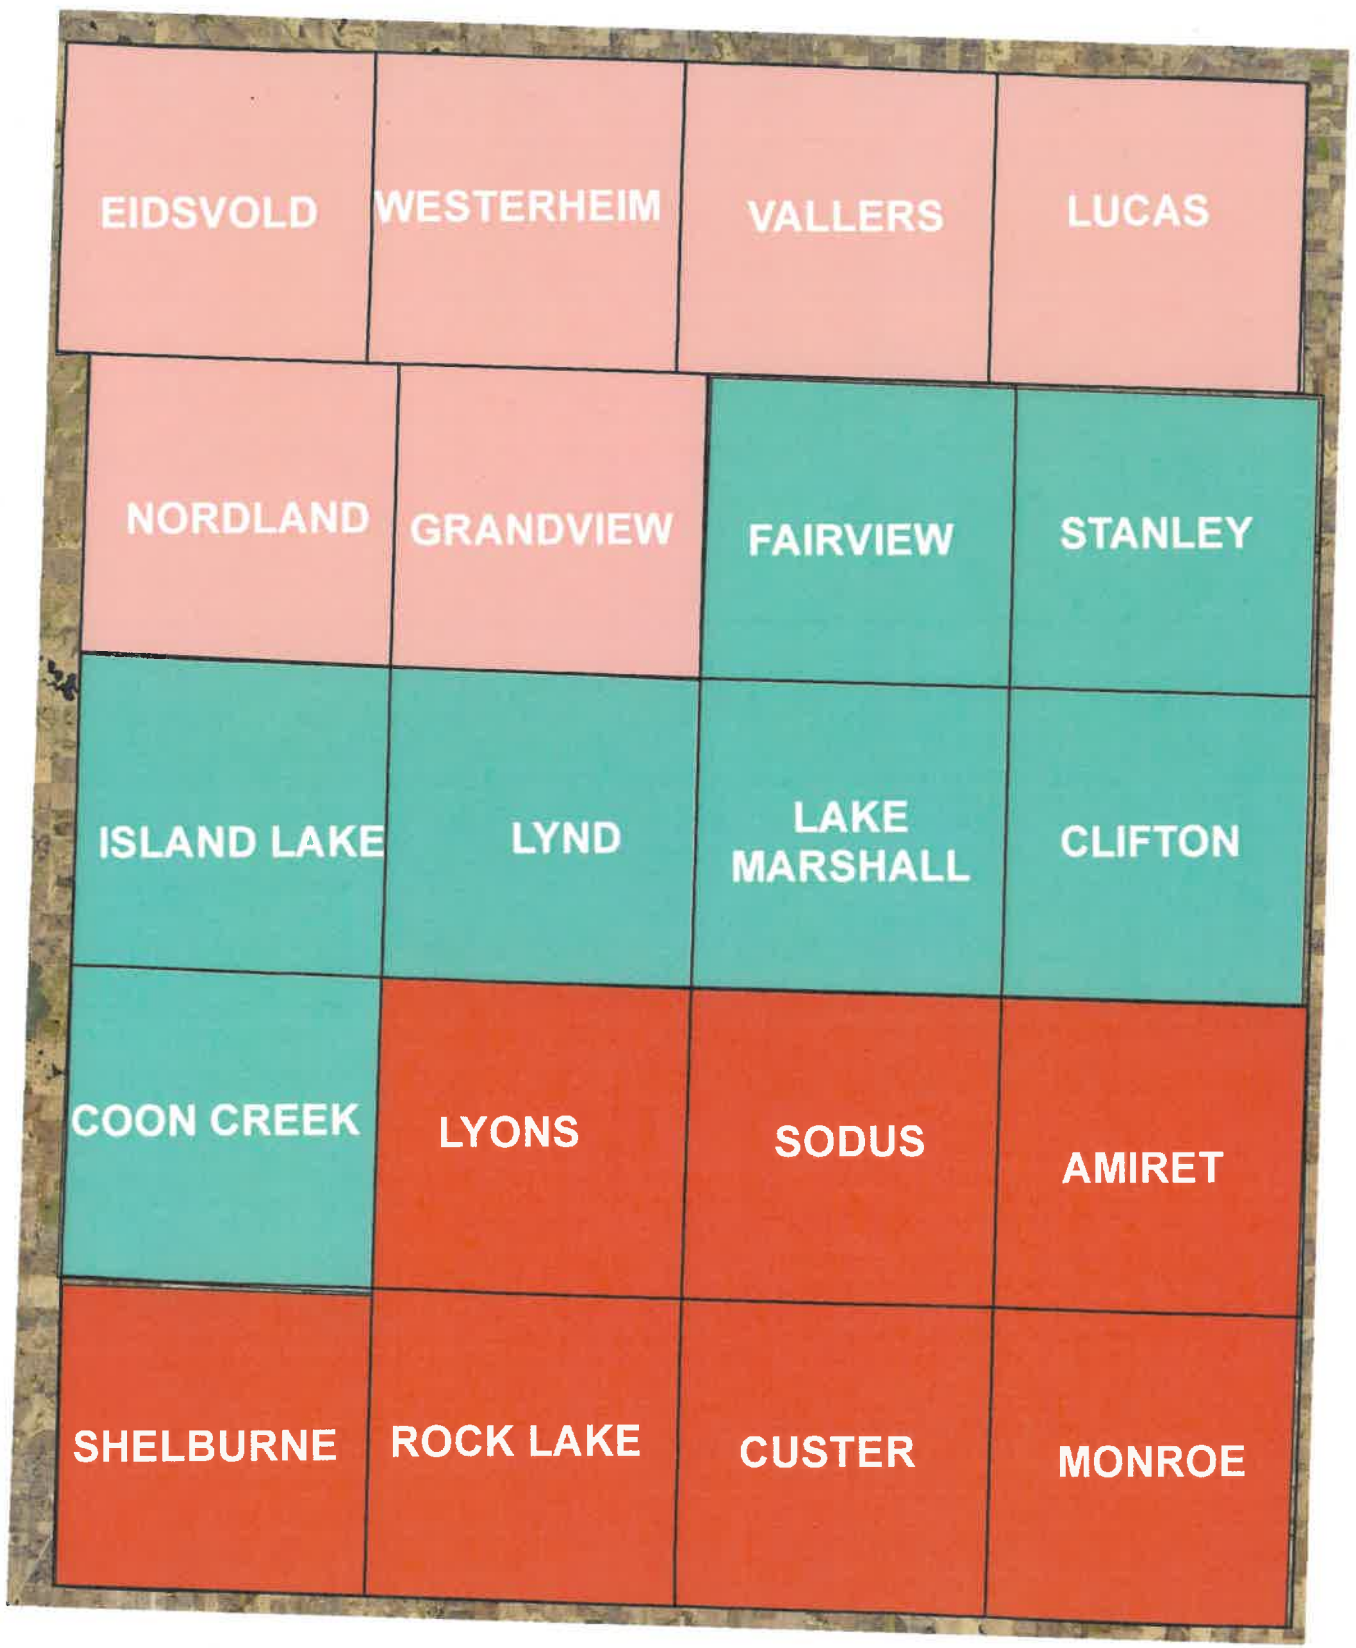 EIDSVOLD
WESTERHEIM
VALLERS
LUCAS
NORDLAND
GRANDVIEW
FAIRVIEW
STANLEY
ISLAND LAKE
LYND
LAKE
MARSHALL
CLIFTON
COON CREEK
LYONS
SODUS
AMIRET
SHELBURNE
ROCK LAKE
CUSTER
MONROE